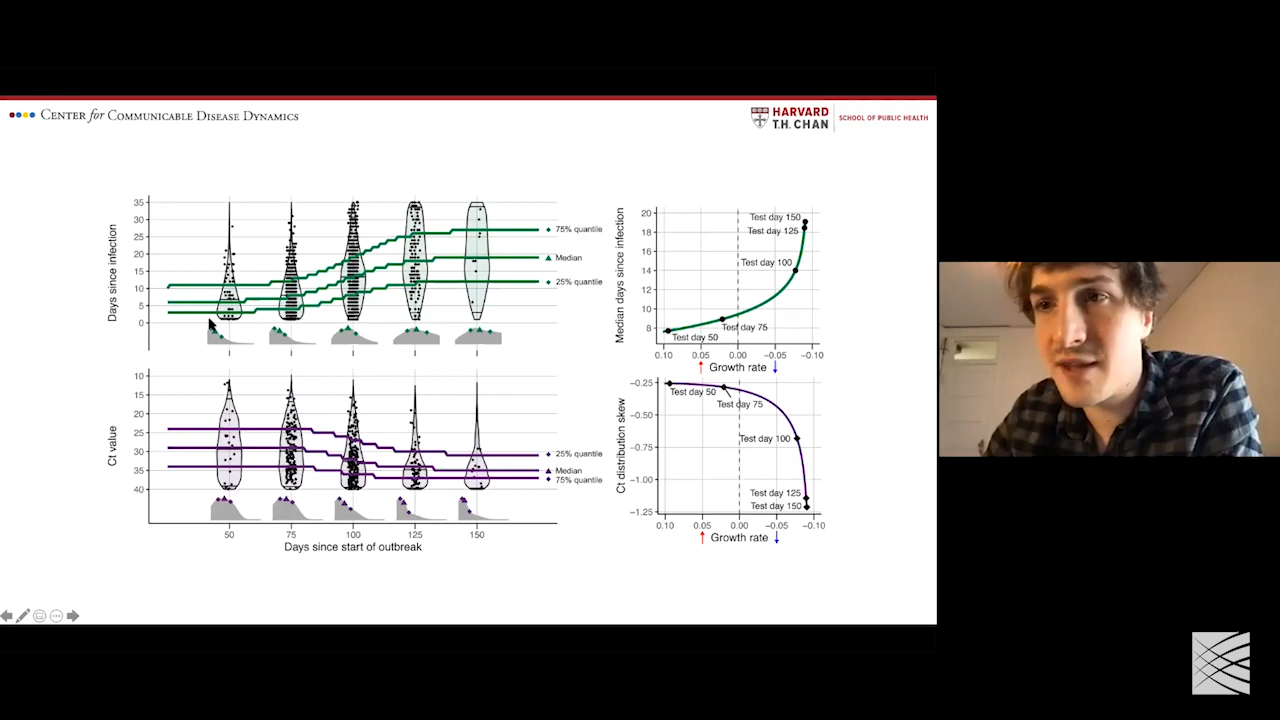 CENTER for COMMUNICABLE DISEASE DYNAMICS
HARVARD
T.H. CHAN
SCHOOL OF PUBLIC HEALTH
Days since infection
35
30
25
20
15
10
5
0
75% quantile
Median
25% quantile
Ct value
10
15
20
25
30
35
40
25% quantile
Median
75% quantile
50
75
100
125
150
Days since start of outbreak
Median days since infection
20
18
16
14
12
10
8
Test day 150
Test day 125
Test day 100
Test day 75
Test day 50
0.10
0.05
0.00
−0.05
−0.10
Growth rate
Ct distribution skew
−0.25
−0.50
−0.75
−1.00
−1.25
Test day 50
Test day 75
Test day 100
Test day 125
Test day 150
0.10
0.05
0.00
−0.05
−0.10
Growth rate